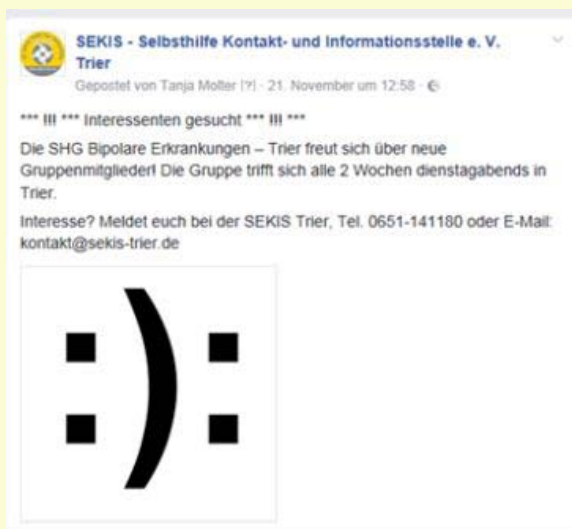 SEKIS - Selbsthilfe Kontakt- und Informationsstelle e. V.
Trier
Gepostet von Tanja Molter [?] · 21. November um 12:58 ·
*** !!! *** Interessenten gesucht *** !!! ***
Die SHG Bipolare Erkrankungen – Trier freut sich über neue
Gruppenmitglieder! Die Gruppe trifft sich alle 2 Wochen dienstagabends in
Trier.
Interesse? Meldet euch bei der SEKIS Trier, Tel. 0651-141180 oder E-Mail:
kontakt@sekis-trier.de
:):